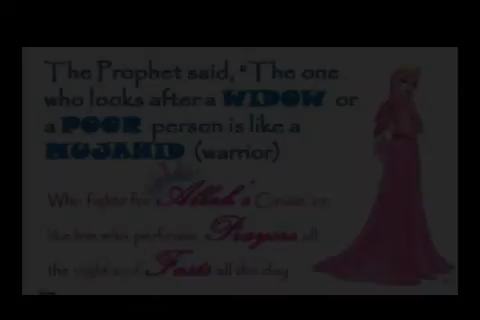 The Prophet said, "The one
who looks after a WIDOW or
a POOR person is like a
MUJAHID (warrior)
Who fights for Allah's Cause, or
like him who performs Prayers all
the night and Fasts all the day